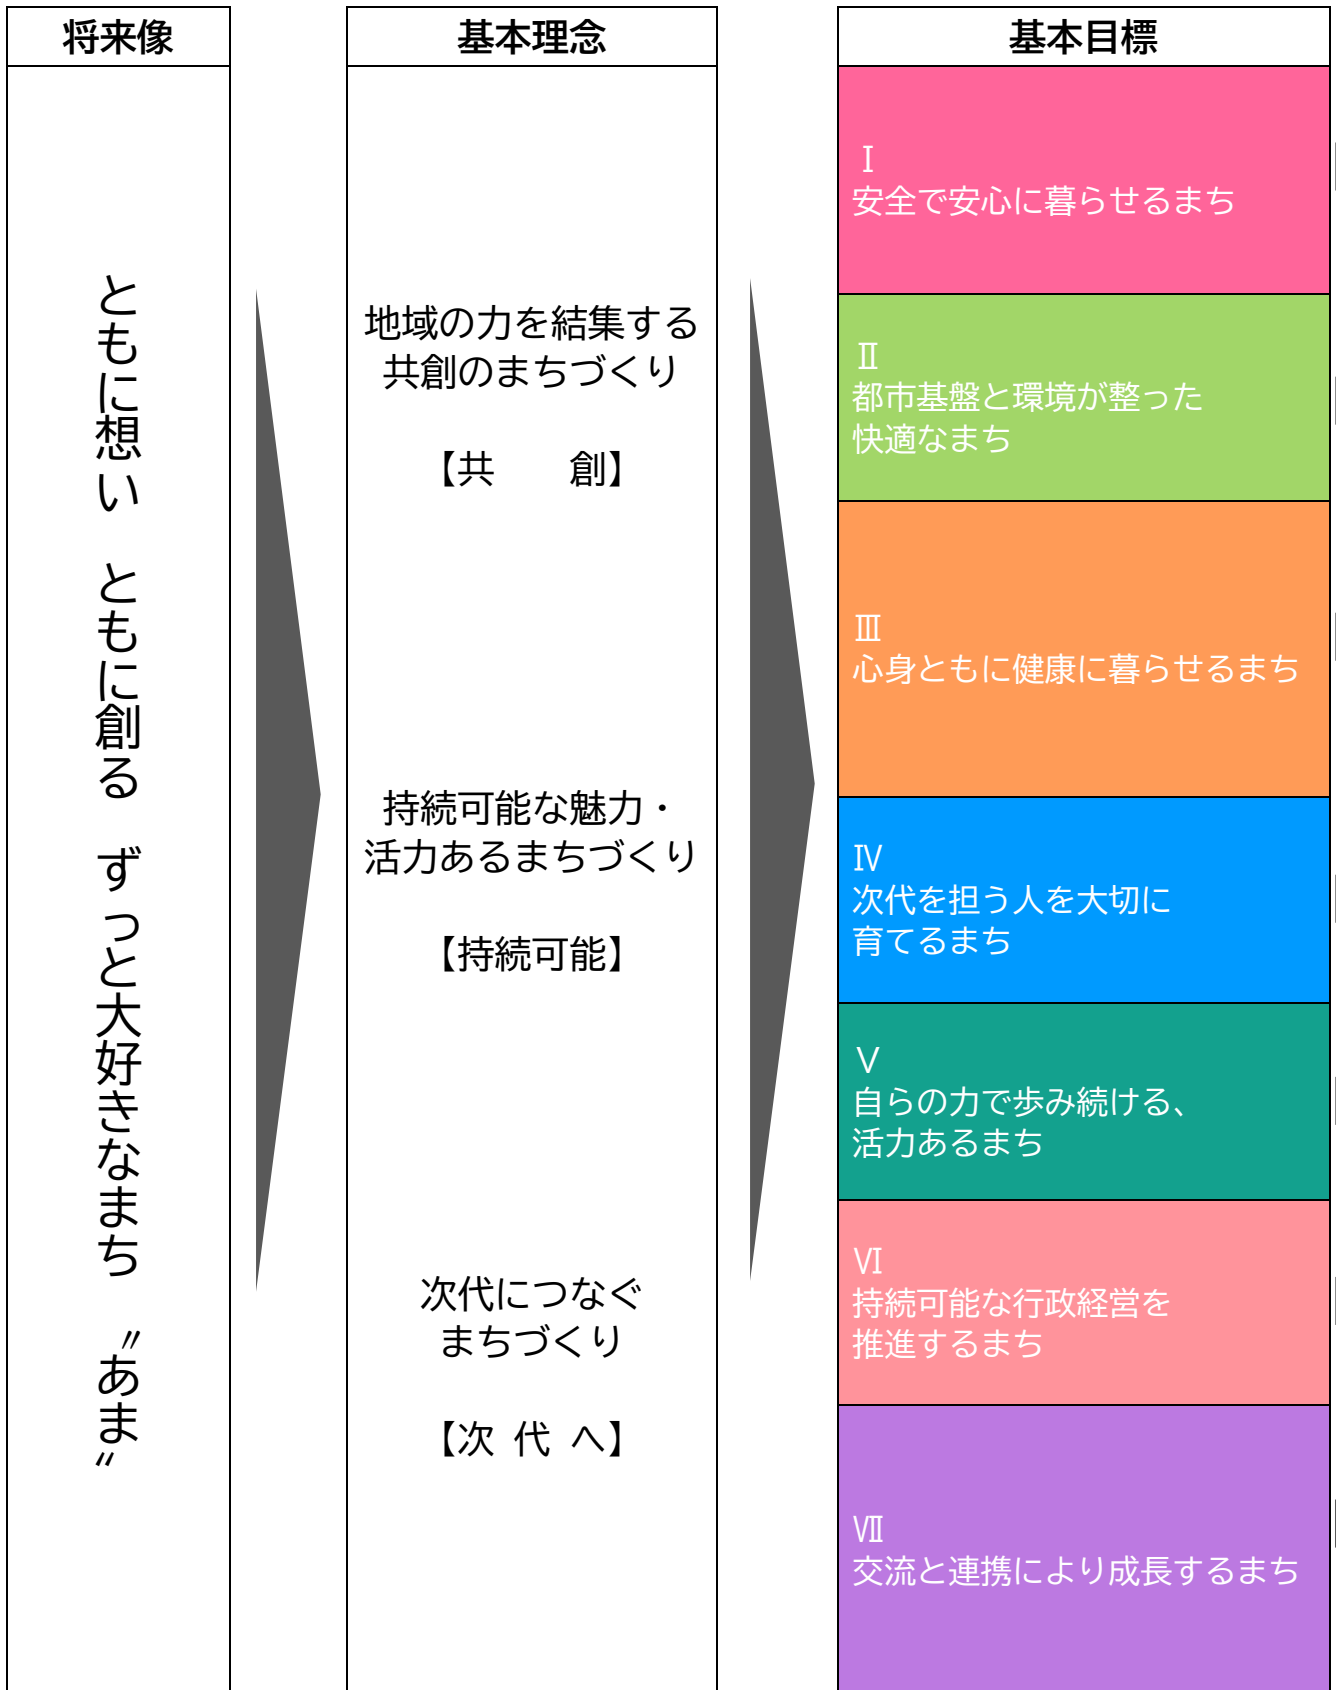 将来像
ともに想い　ともに創る　ずっと大好きなまち　〝あま〟
基本理念
地域の力を結集する
共創のまちづくり
【共　　創】
持続可能な魅力・
活力あるまちづくり
【持続可能】
次代につなぐ
まちづくり
【次 代 へ】
基本目標
Ⅰ
安全で安心に暮らせるまち
Ⅱ
都市基盤と環境が整った
快適なまち
Ⅲ
心身ともに健康に暮らせるまち
Ⅳ
次代を担う人を大切に
育てるまち
Ⅴ
自らの力で歩み続ける、
活力あるまち
Ⅵ
持続可能な行政経営を
推進するまち
Ⅶ
交流と連携により成長するまち